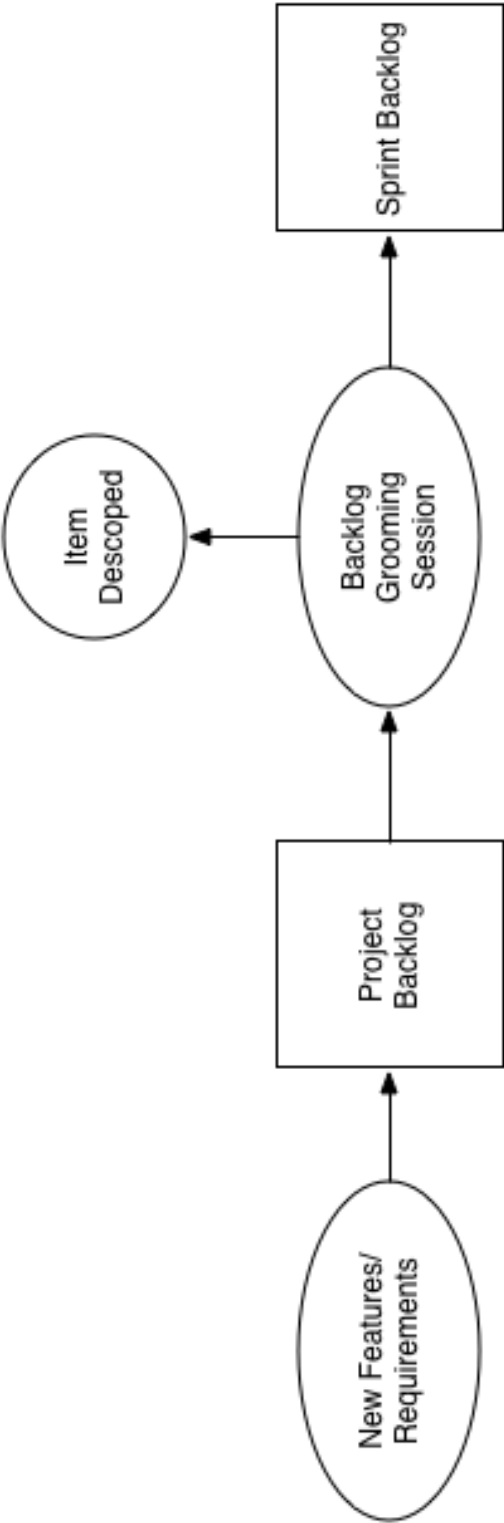 New Features/
Requirements
Project
Backlog
Backlog
Grooming
Session
Item
Descoped
Sprint Backlog